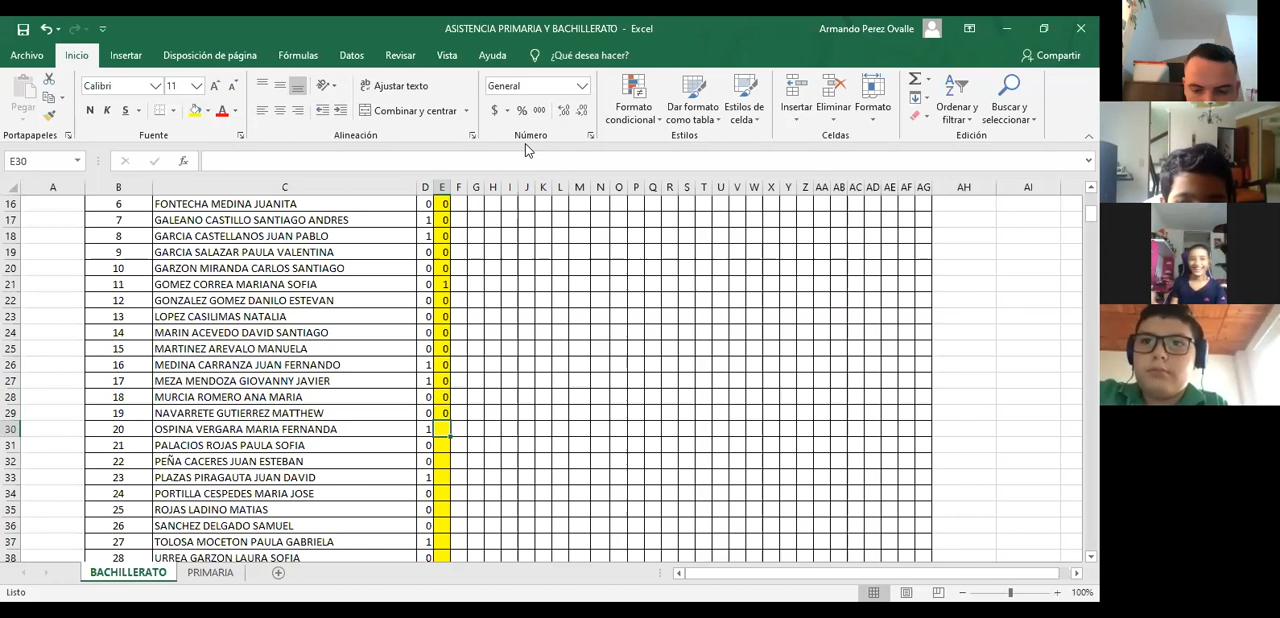 ASISTENCIA PRIMARIA Y BACHILLERATO - Excel
Armando Perez Ovalle
Archivo Inicio Insertar Disposición de página Fórmulas Datos Revisar Vista Ayuda ¿Qué desea hacer? Compartir
Pegar
Calibri 11
N K S
Ajustar texto
Combinar y centrar
General
$ % 000
Formato condicional
Dar formato como tabla
Estilos de celda
Insertar Eliminar Formato
Ordenar y filtrar
Buscar y seleccionar
Portapapeles Fuente Alineación Número Estilos Celdas Edición
E30 fx
A B C D E F G H I J K L M N O P Q R S T U V W X Y Z AA AB AC AD AE AF AG AH AI
16 6 FONTECHA MEDINA JUANITA 0 0
17 7 GALEANO CASTILLO SANTIAGO ANDRES 1 0
18 8 GARCIA CASTELLANOS JUAN PABLO 1 0
19 9 GARCIA SALAZAR PAULA VALENTINA 0 0
20 10 GARZON MIRANDA CARLOS SANTIAGO 0 0
21 11 GOMEZ CORREA MARIANA SOFIA 0 1
22 12 GONZALEZ GOMEZ DANILO ESTEVAN 0 0
23 13 LOPEZ CASILIMAS NATALIA 0 0
24 14 MARIN ACEVEDO DAVID SANTIAGO 0 0
25 15 MARTINEZ AREVALO MANUELA 0 0
26 16 MEDINA CARRANZA JUAN FERNANDO 1 0
27 17 MEZA MENDOZA GIOVANNY JAVIER 1 0
28 18 MURCIA ROMERO ANA MARIA 0 0
29 19 NAVARRETE GUTIERREZ MATTHEW 0 0
30 20 OSPINA VERGARA MARIA FERNANDA 1
31 21 PALACIOS ROJAS PAULA SOFIA 0
32 22 PEÑA CACERES JUAN ESTEBAN 0
33 23 PLAZAS PIRAGAUTA JUAN DAVID 1
34 24 PORTILLA CESPEDES MARIA JOSE 0
35 25 ROJAS LADINO MATIAS 0
36 26 SANCHEZ DELGADO SAMUEL 0
37 27 TOLOSA MOCETON PAULA GABRIELA 1
38 28 URREA GARZON LAURA SOFIA 0
BACHILLERATO PRIMARIA
Listo 100%